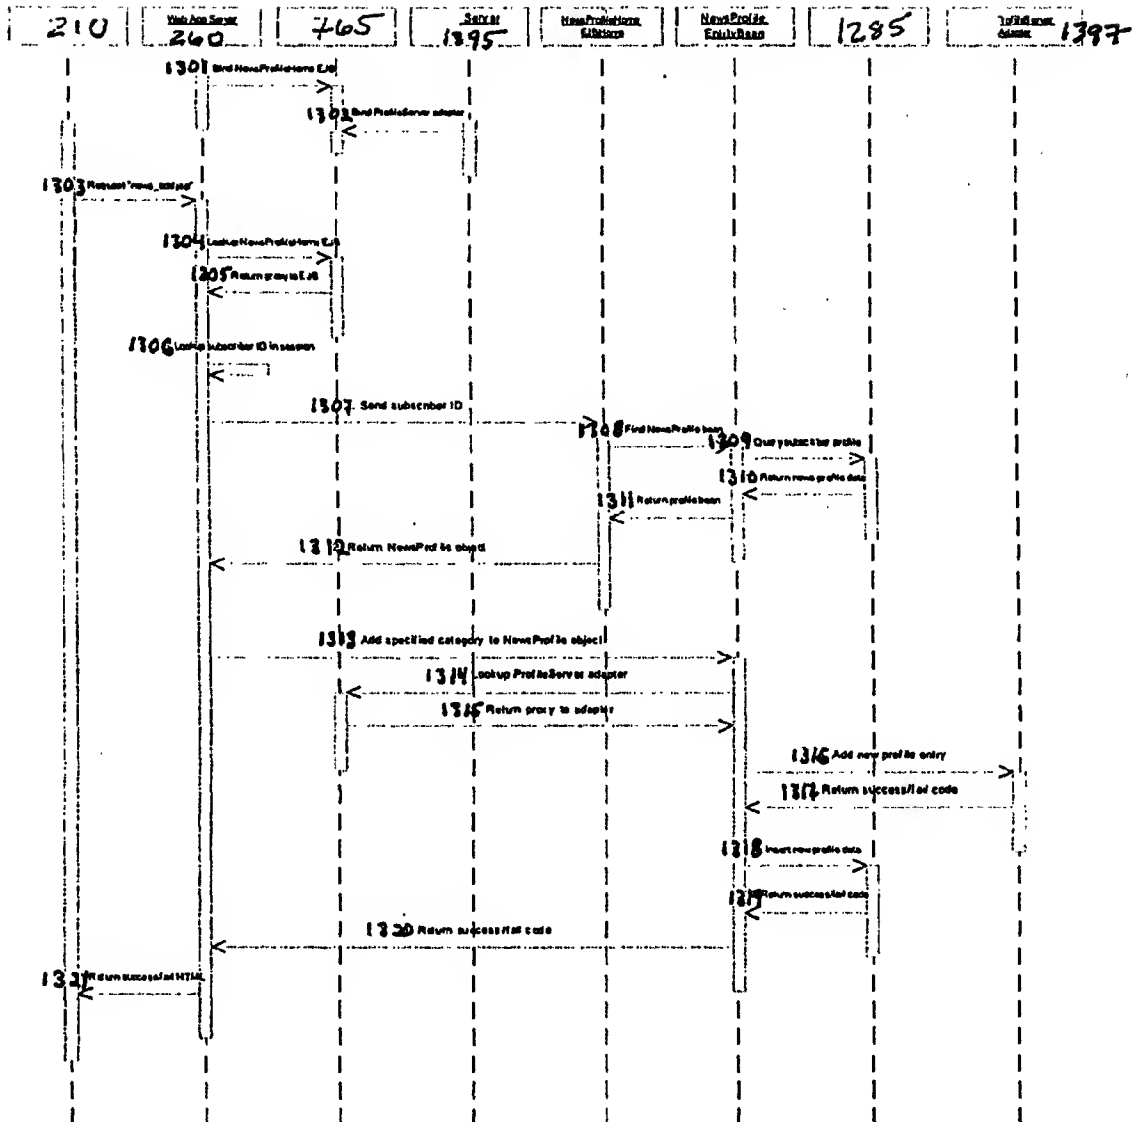 210
Web App Server
260
765
Server
1395
NewsProfileHome
EJBHome
NewsProfile
EntityBean
1285
Adapter
1397
1301 Bind NewsProfileHome EJB
1302 Bind ProfileServer adapter
1303 Request "news_
1304 Lookup NewsProfileHome EJB
1305 Return proxy to EJB
1306 Lookup subscriber ID in session
1307 Send subscriber ID
1308 Find NewsProfile bean
1309 Query subscriber profile
1310 Return news profile data
1311 Return profile bean
1312 Return NewsProfile object
1313 Add specified category to NewsProfile object
1314 Lookup ProfileServer adapter
1315 Return proxy to adapter
1316 Add new profile entry
1317 Return success/fail code
1318 Insert new profile data
1319 Return success/fail code
1320 Return success/fail code
1321 Return success/fail HTML